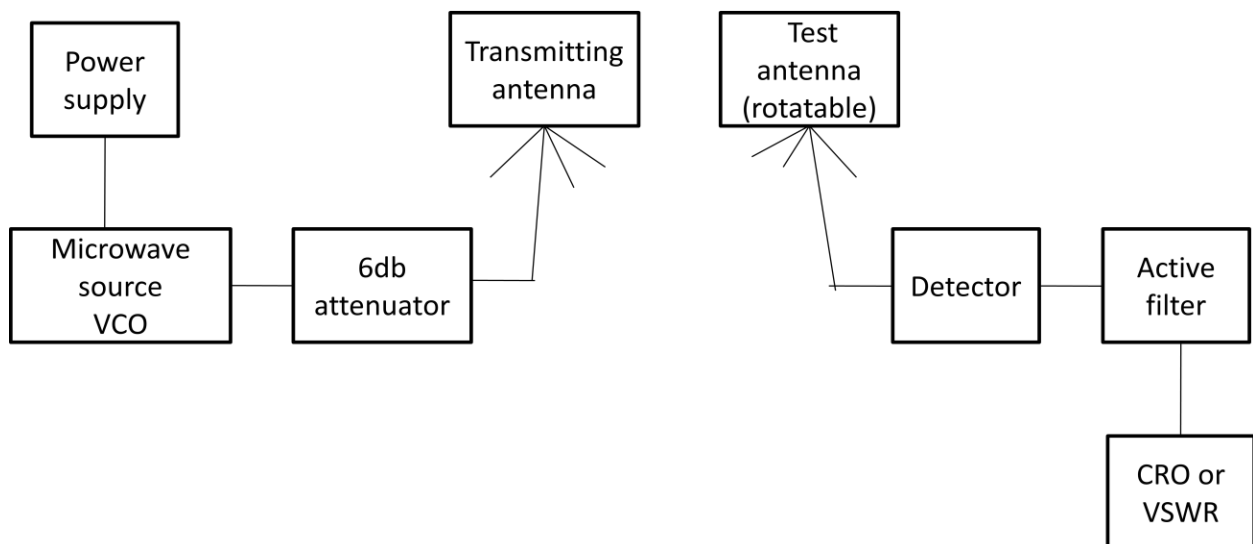 Power
supply
Transmitting
antenna
Test
antenna
(rotatable)
Microwave
source
VCO
6db
attenuator
Detector
Active
filter
CRO or
VSWR